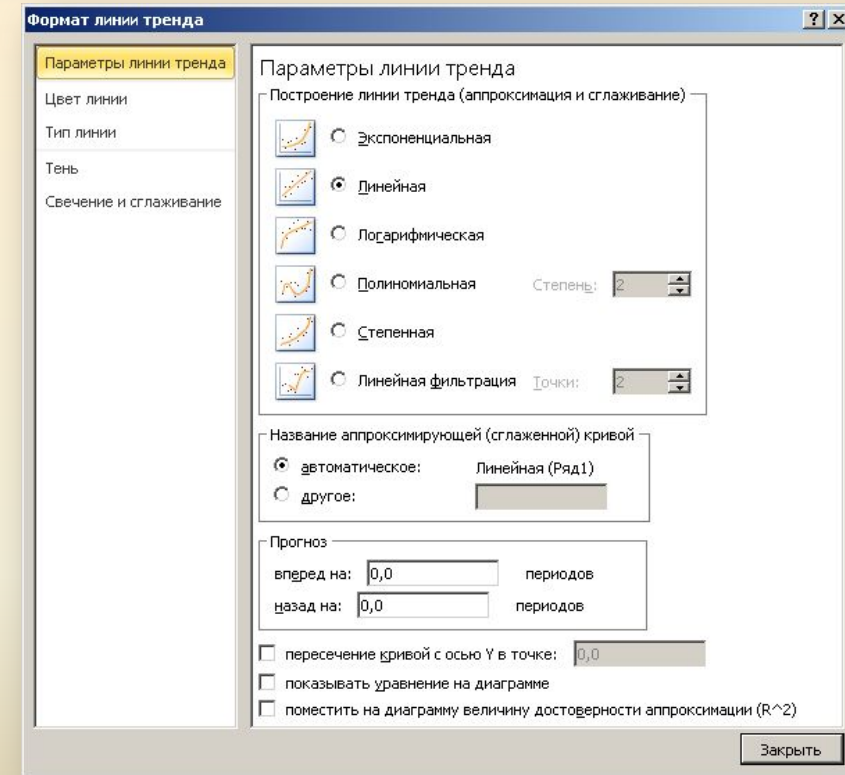 Формат линии тренда
Параметры линии тренда
Цвет линии
Тип линии
Тень
Свечение и сглаживание
Параметры линии тренда
Построение линии тренда (аппроксимация и сглаживание)
Экспоненциальная
Линейная
Логарифмическая
Полиномиальная Степень: 2
Степенная
Линейная фильтрация Точки: 2
Название аппроксимирующей (сглаженной) кривой
автоматическое: Линейная (Ряд1)
другое:
Прогноз
вперед на: 0,0 периодов
назад на: 0,0 периодов
пересечение кривой с осью Y в точке: 0,0
показывать уравнение на диаграмме
поместить на диаграмму величину достоверности аппроксимации (R^2)
Закрыть